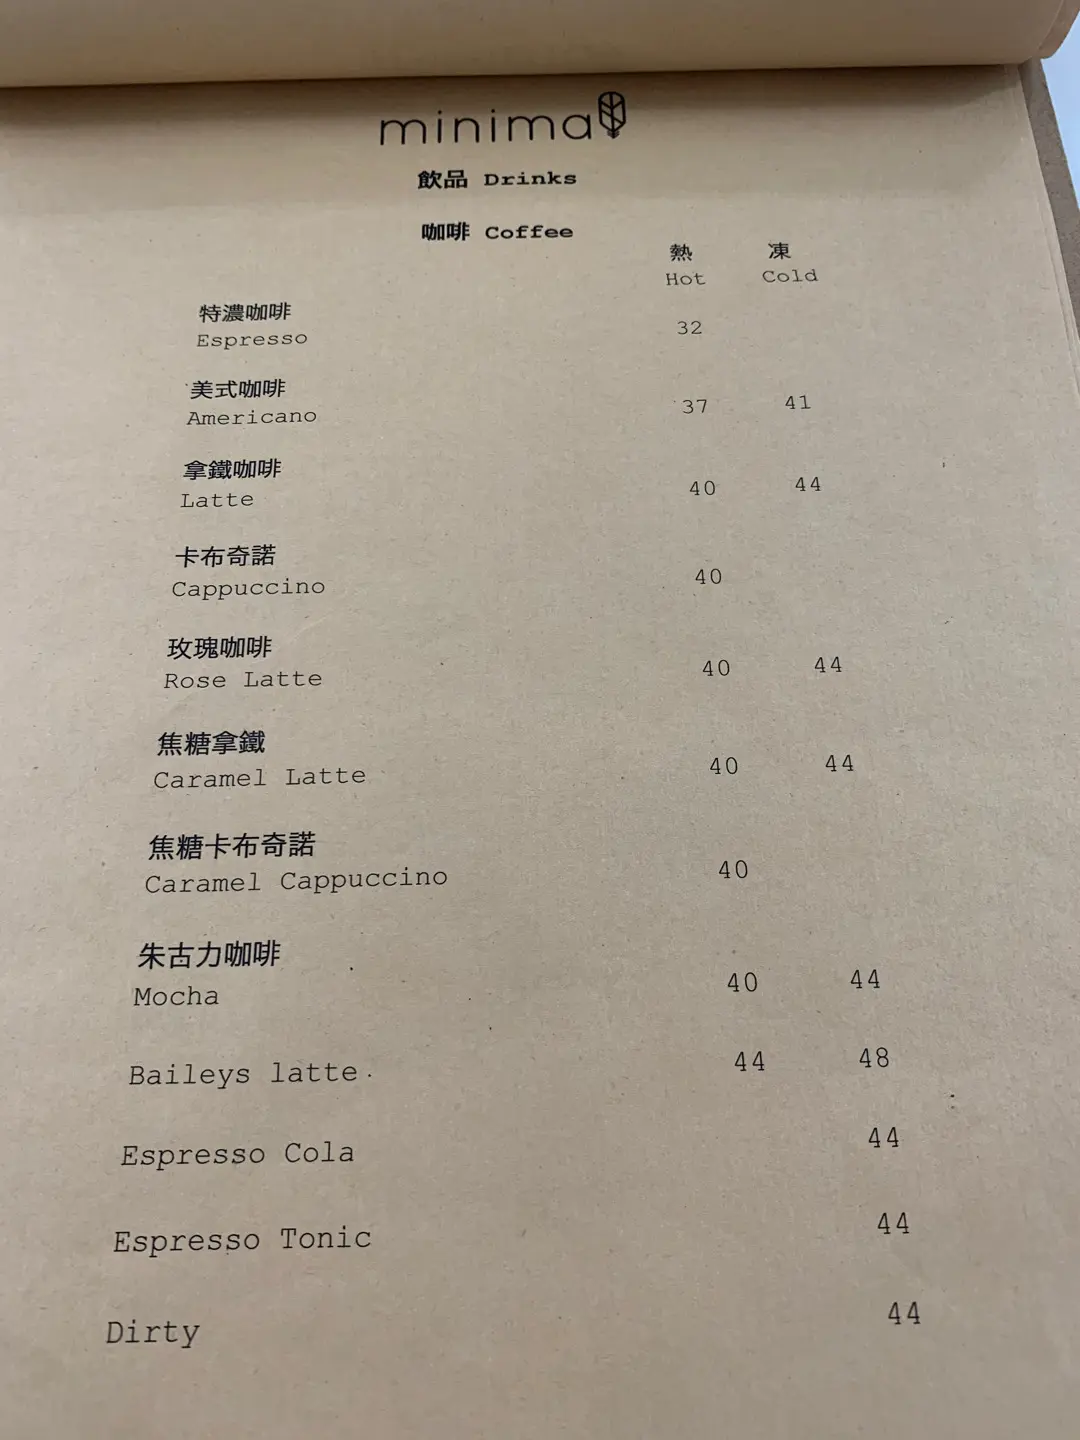 minimal
飲品 Drinks
咖啡 Coffee
熱 凍
Hot Cold
特濃咖啡
Espresso 32
美式咖啡
Americano 37 41
拿鐵咖啡
Latte 40 44
卡布奇諾
Cappuccino 40
玫瑰咖啡
Rose Latte 40 44
焦糖拿鐵
Caramel Latte 40 44
焦糖卡布奇諾
Caramel Cappuccino 40
朱古力咖啡
Mocha 40 44
Baileys latte 44 48
Espresso Cola 44
Espresso Tonic 44
Dirty 44